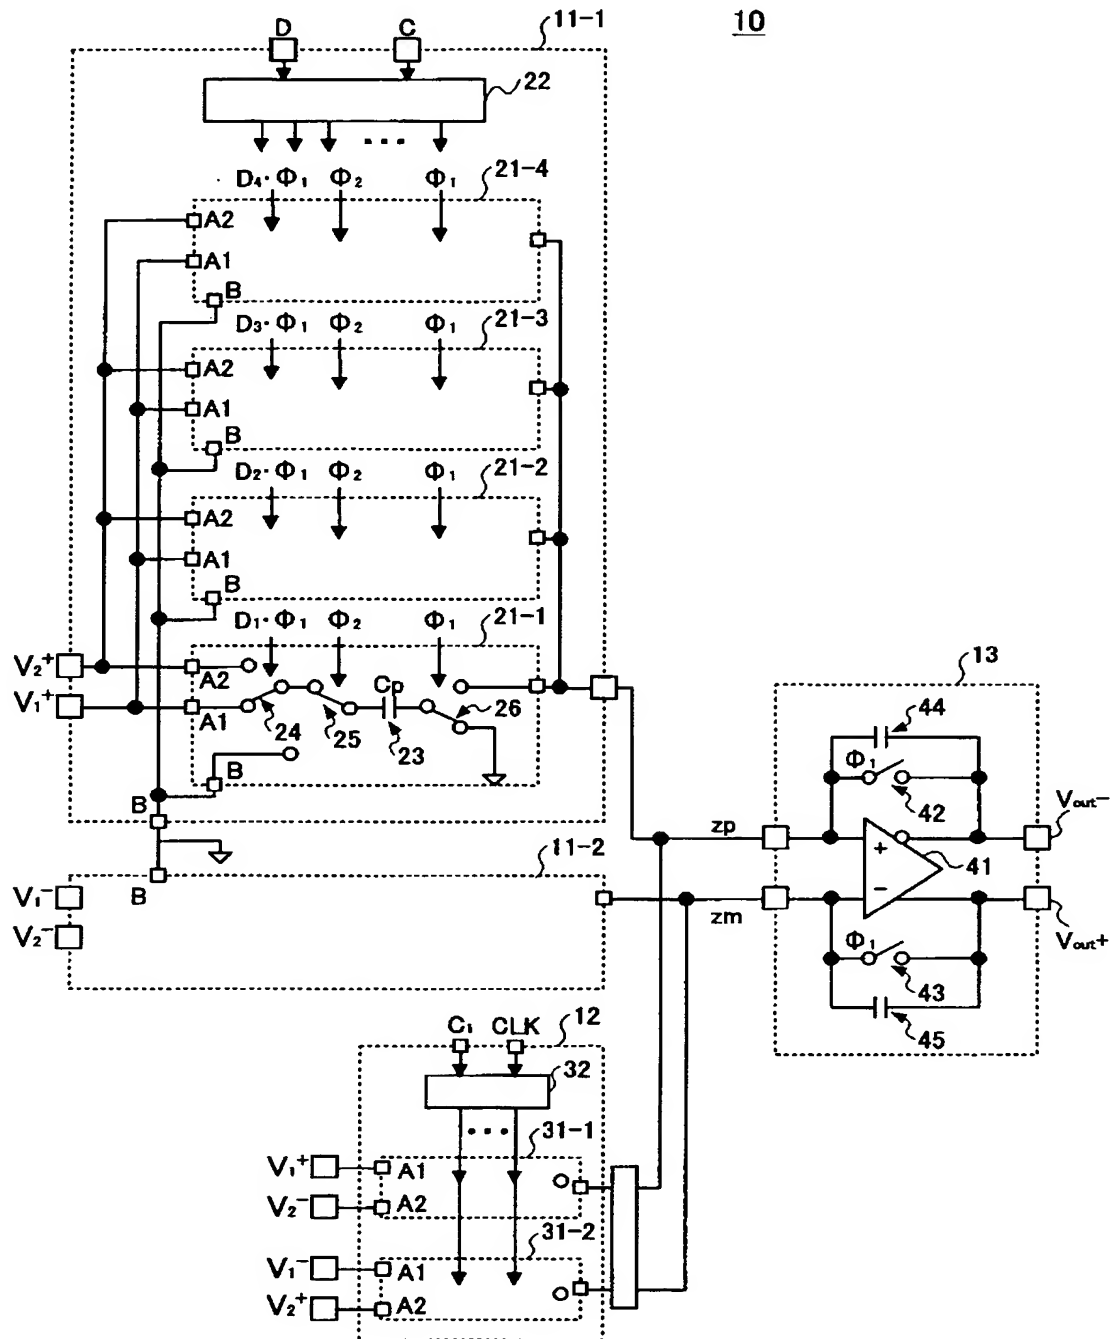 10
11-1
D C
22
D₄・Φ₁ Φ₂ Φ₁ 21-4
A2
A1
B
D₃・Φ₁ Φ₂ Φ₁ 21-3
A2
A1
B
D₂・Φ₁ Φ₂ Φ₁ 21-2
A2
A1
B
D₁・Φ₁ Φ₂ Φ₁ 21-1
V₂⁺ A2 Cp
V₁⁺ A1 24 25 23 26
B
B
13
44
Φ₁
42
zp + 41 Vout−
zm − Vout+
Φ₁
43
45
11-2
B
V₁⁻
V₂⁻
C₁ CLK 12
32
31-1
V₁⁺ A1
V₂⁻ A2
31-2
V₁⁻ A1
V₂⁺ A2